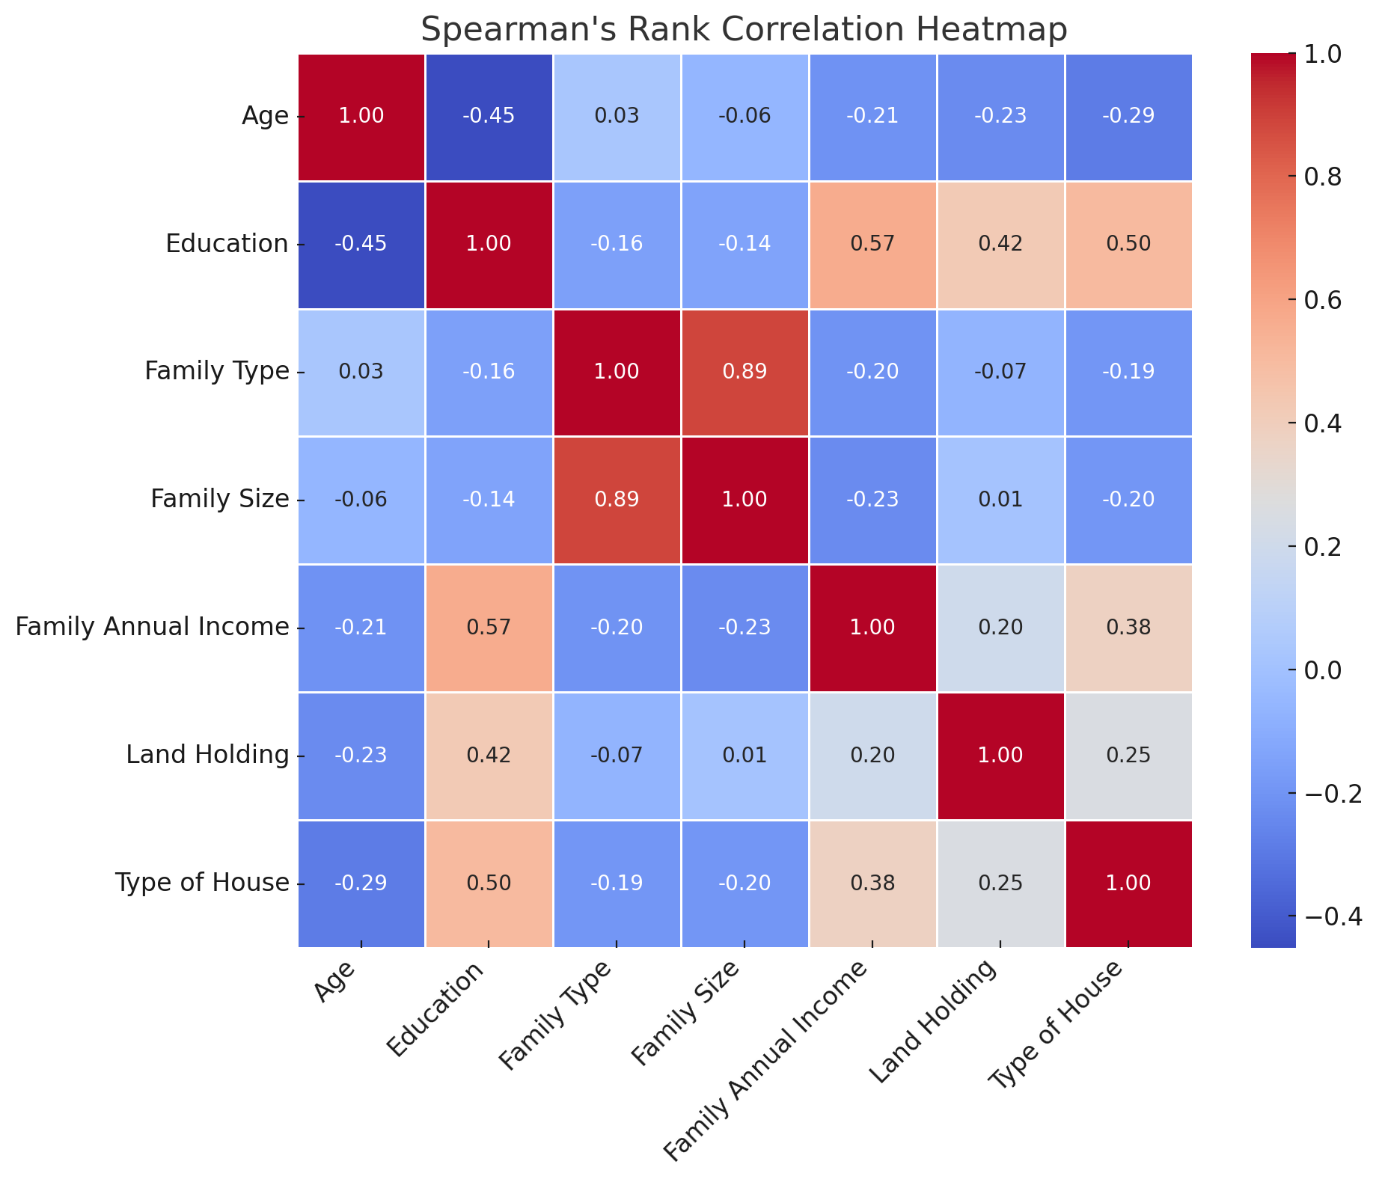 Spearman's Rank Correlation Heatmap
Age 1.00 -0.45 0.03 -0.06 -0.21 -0.23 -0.29
Education -0.45 1.00 -0.16 -0.14 0.57 0.42 0.50
Family Type 0.03 -0.16 1.00 0.89 -0.20 -0.07 -0.19
Family Size -0.06 -0.14 0.89 1.00 -0.23 0.01 -0.20
Family Annual Income -0.21 0.57 -0.20 -0.23 1.00 0.20 0.38
Land Holding -0.23 0.42 -0.07 0.01 0.20 1.00 0.25
Type of House -0.29 0.50 -0.19 -0.20 0.38 0.25 1.00
Age
Education
Family Type
Family Size
Family Annual Income
Land Holding
Type of House
1.0
0.8
0.6
0.4
0.2
0.0
−0.2
−0.4